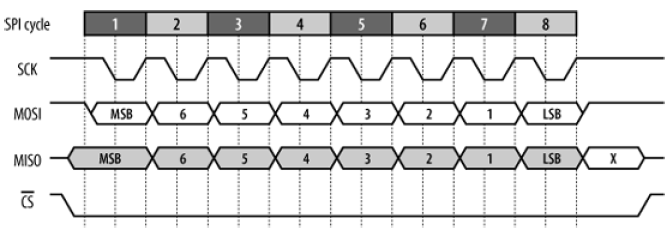 SPI cycle 1 2 3 4 5 6 7 8
SCK
MOSI MSB 6 5 4 3 2 1 LSB
MISO MSB 6 5 4 3 2 1 LSB X
C̅S̅